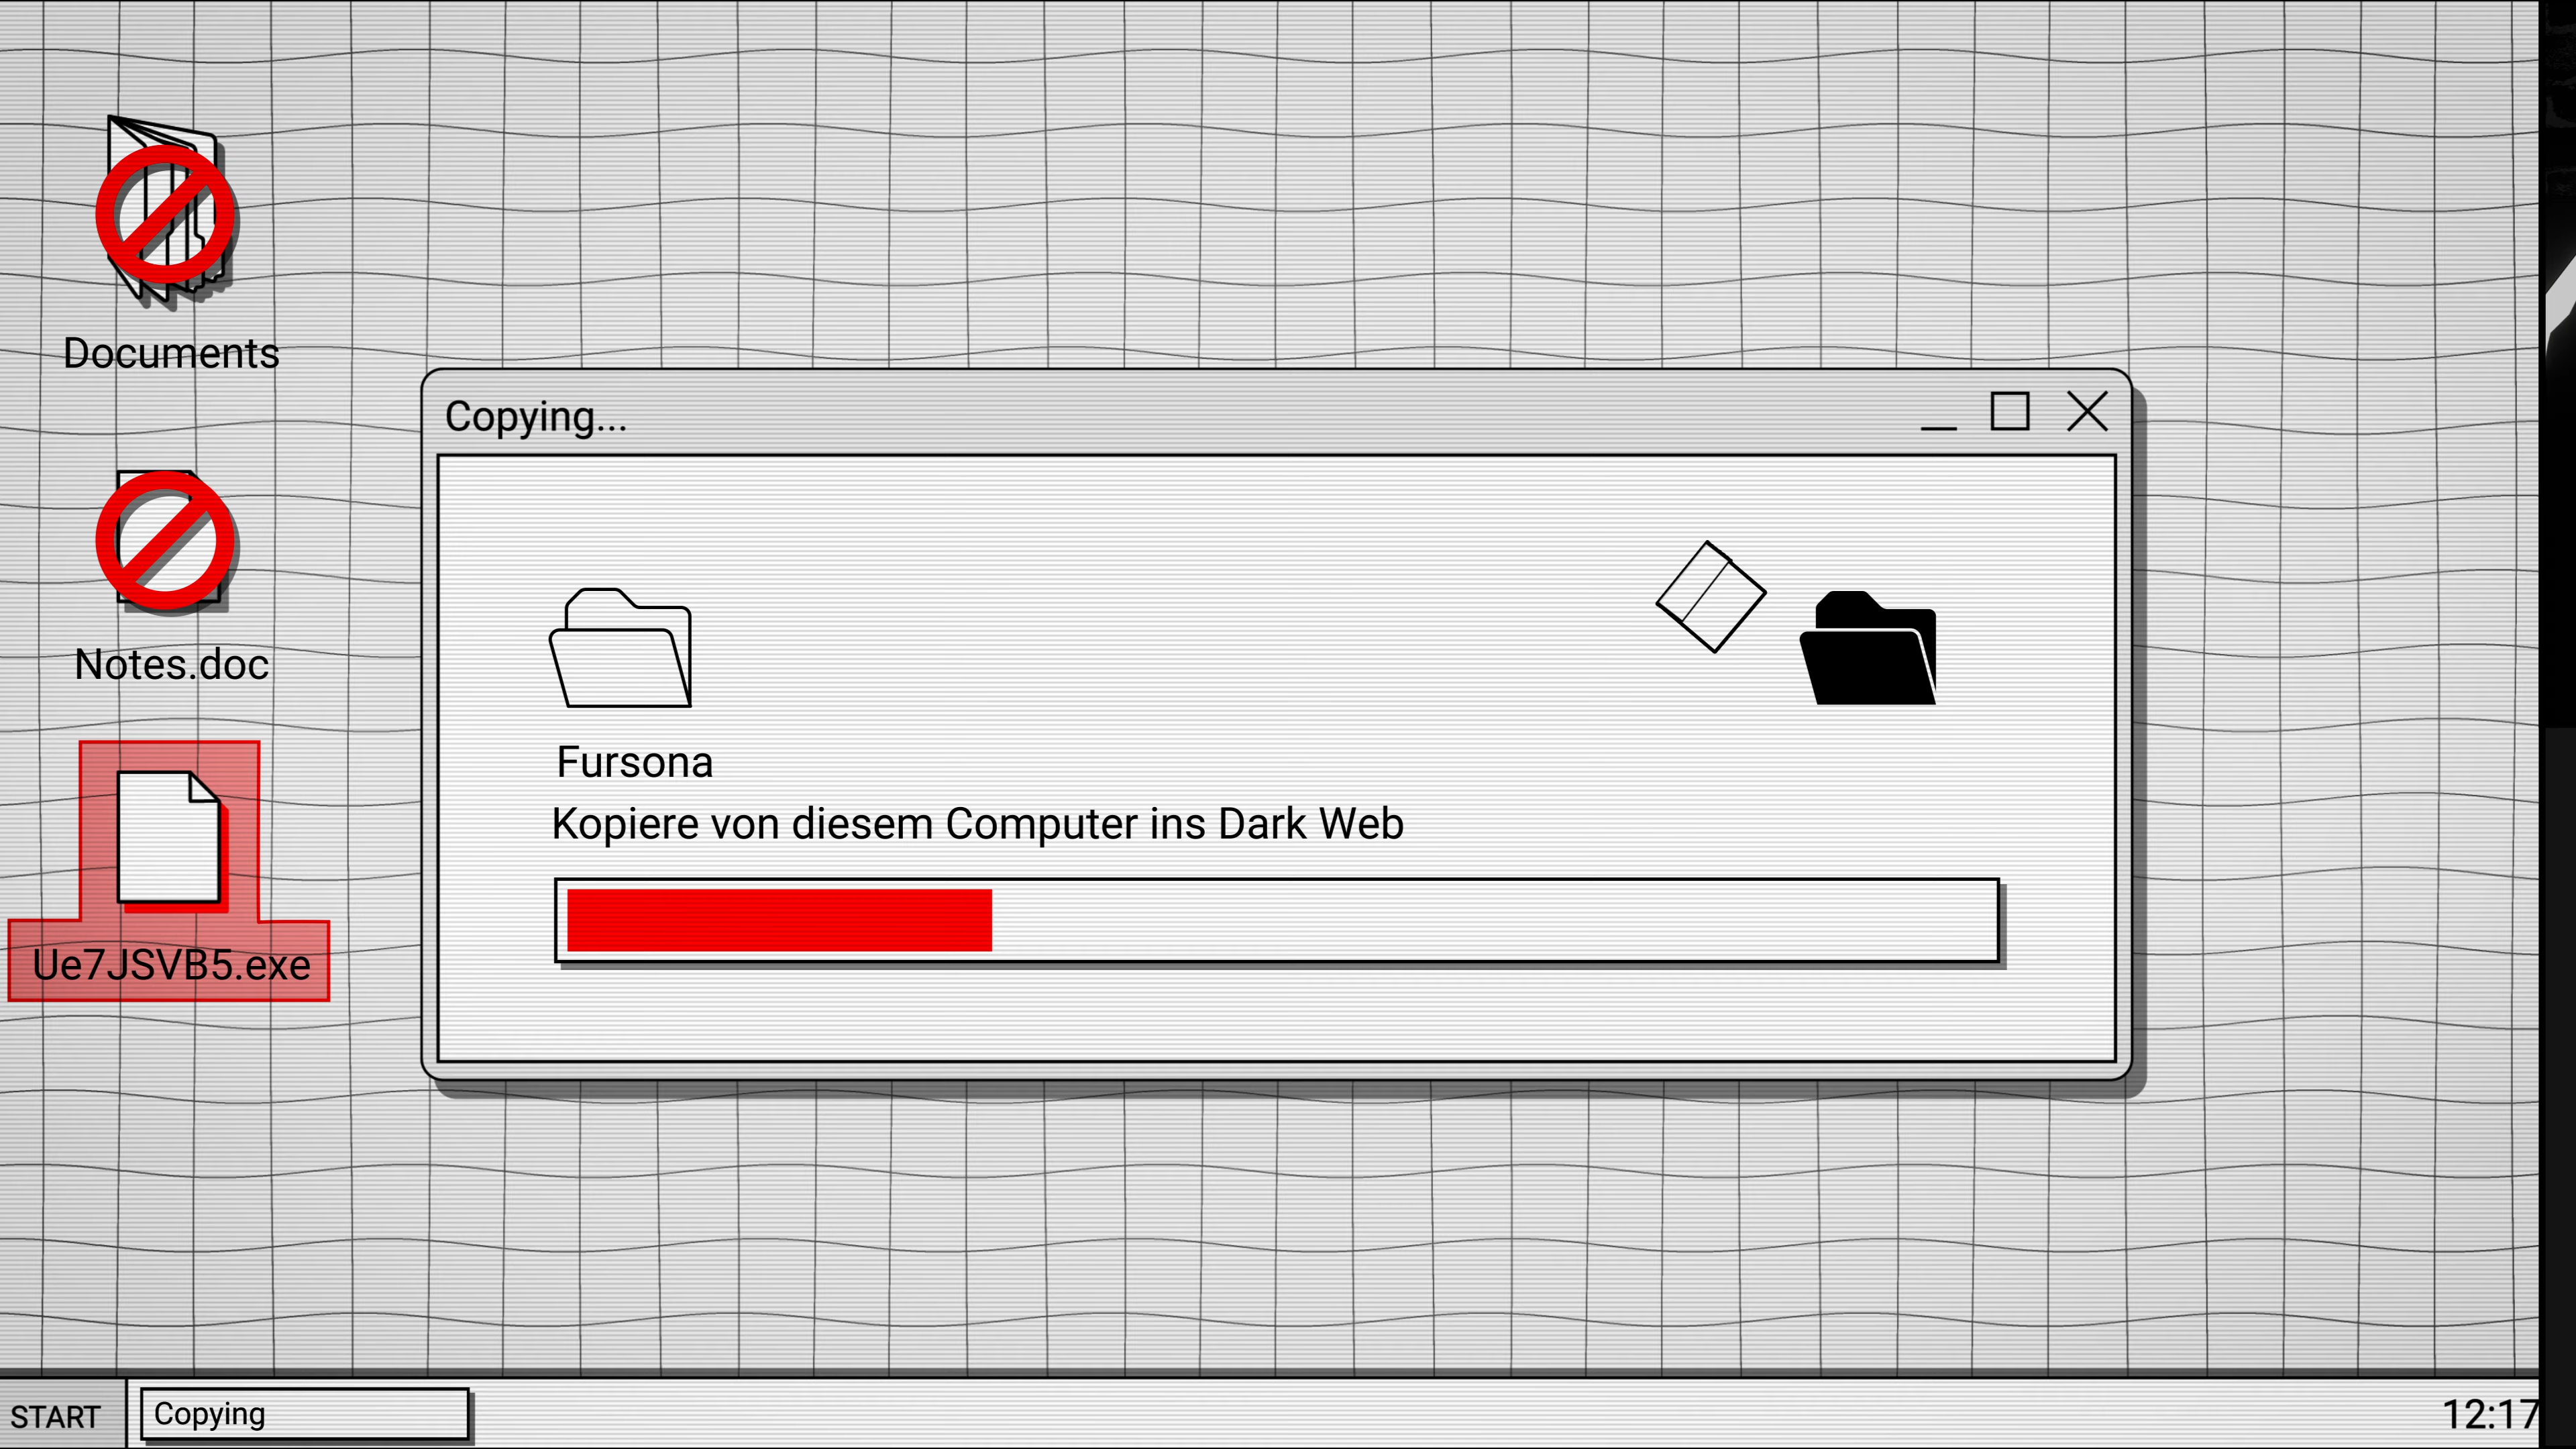 Documents
Notes.doc
Ue7JSVB5.exe
Copying...
Fursona
Kopiere von diesem Computer ins Dark Web
START
Copying
12:17